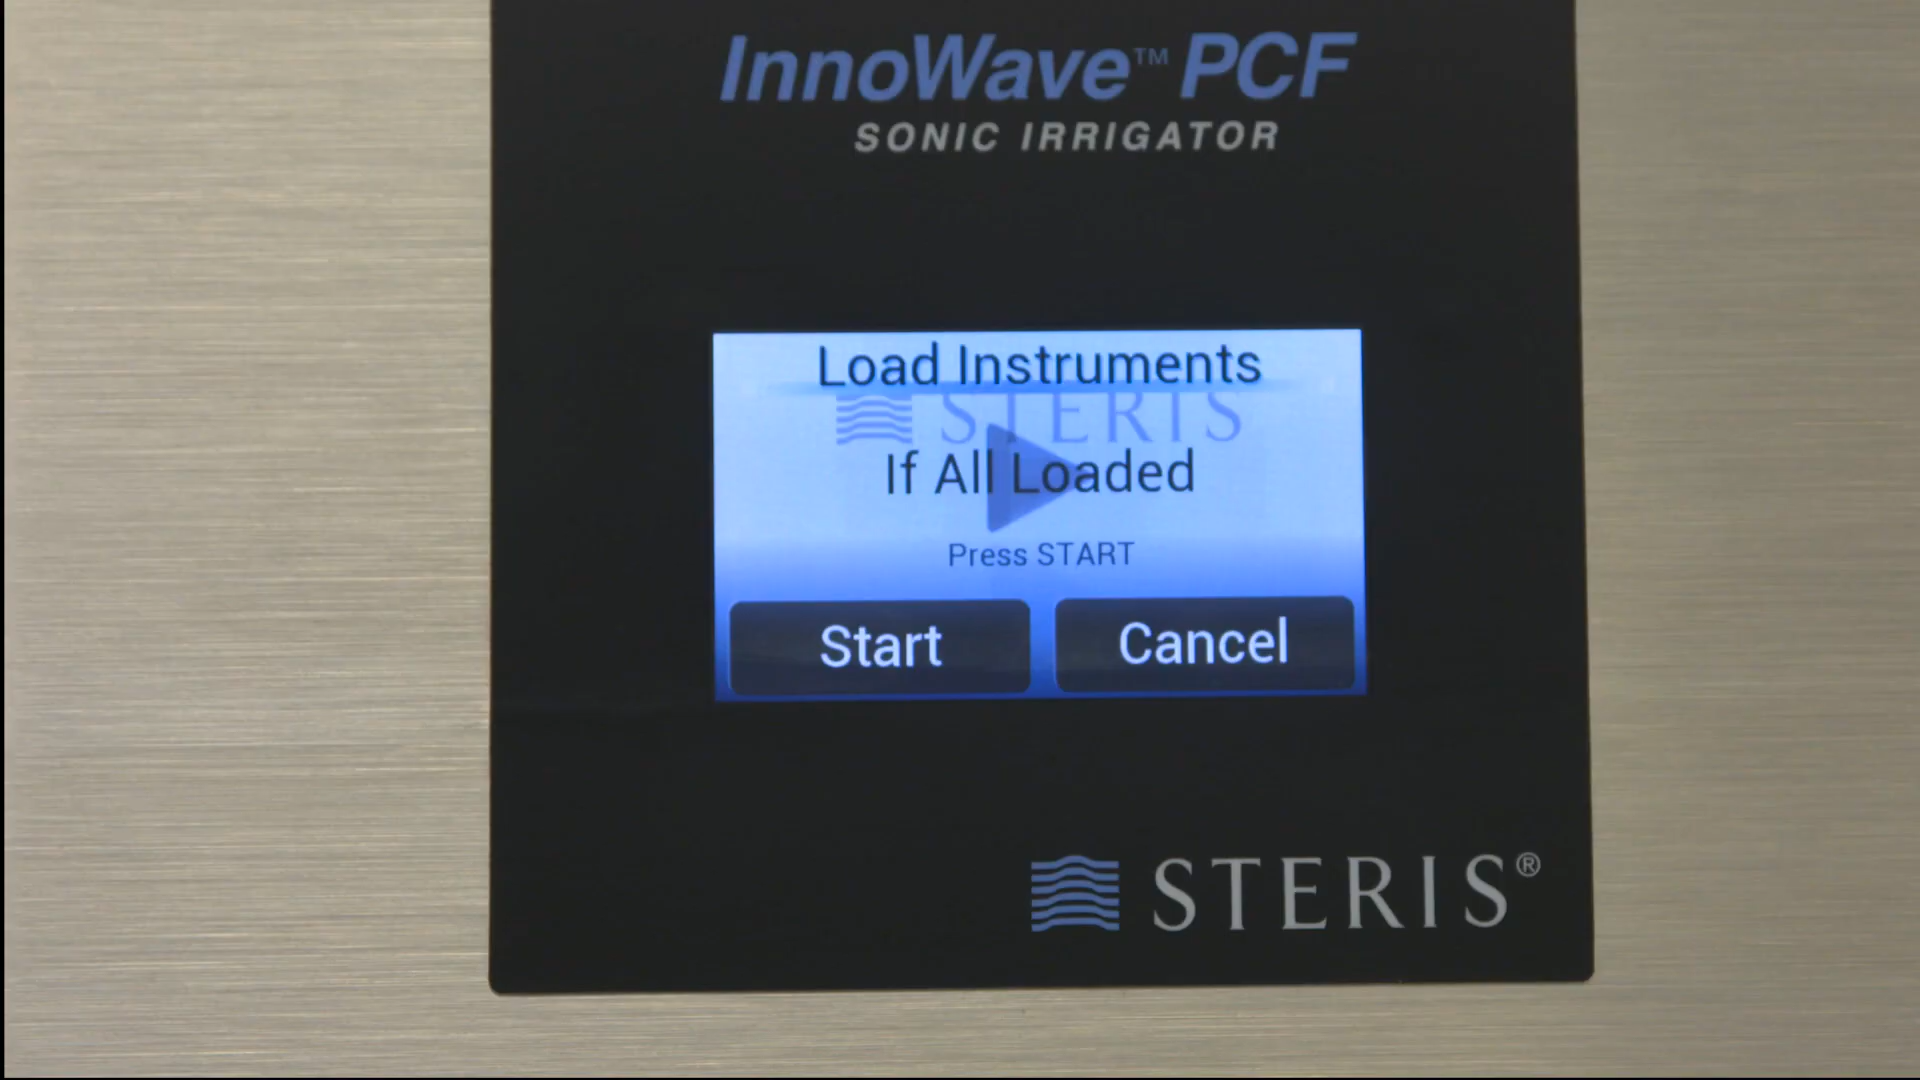 InnoWave™ PCF
SONIC IRRIGATOR
Load Instruments
STERIS
If All Loaded
Press START
Start
Cancel
STERIS®